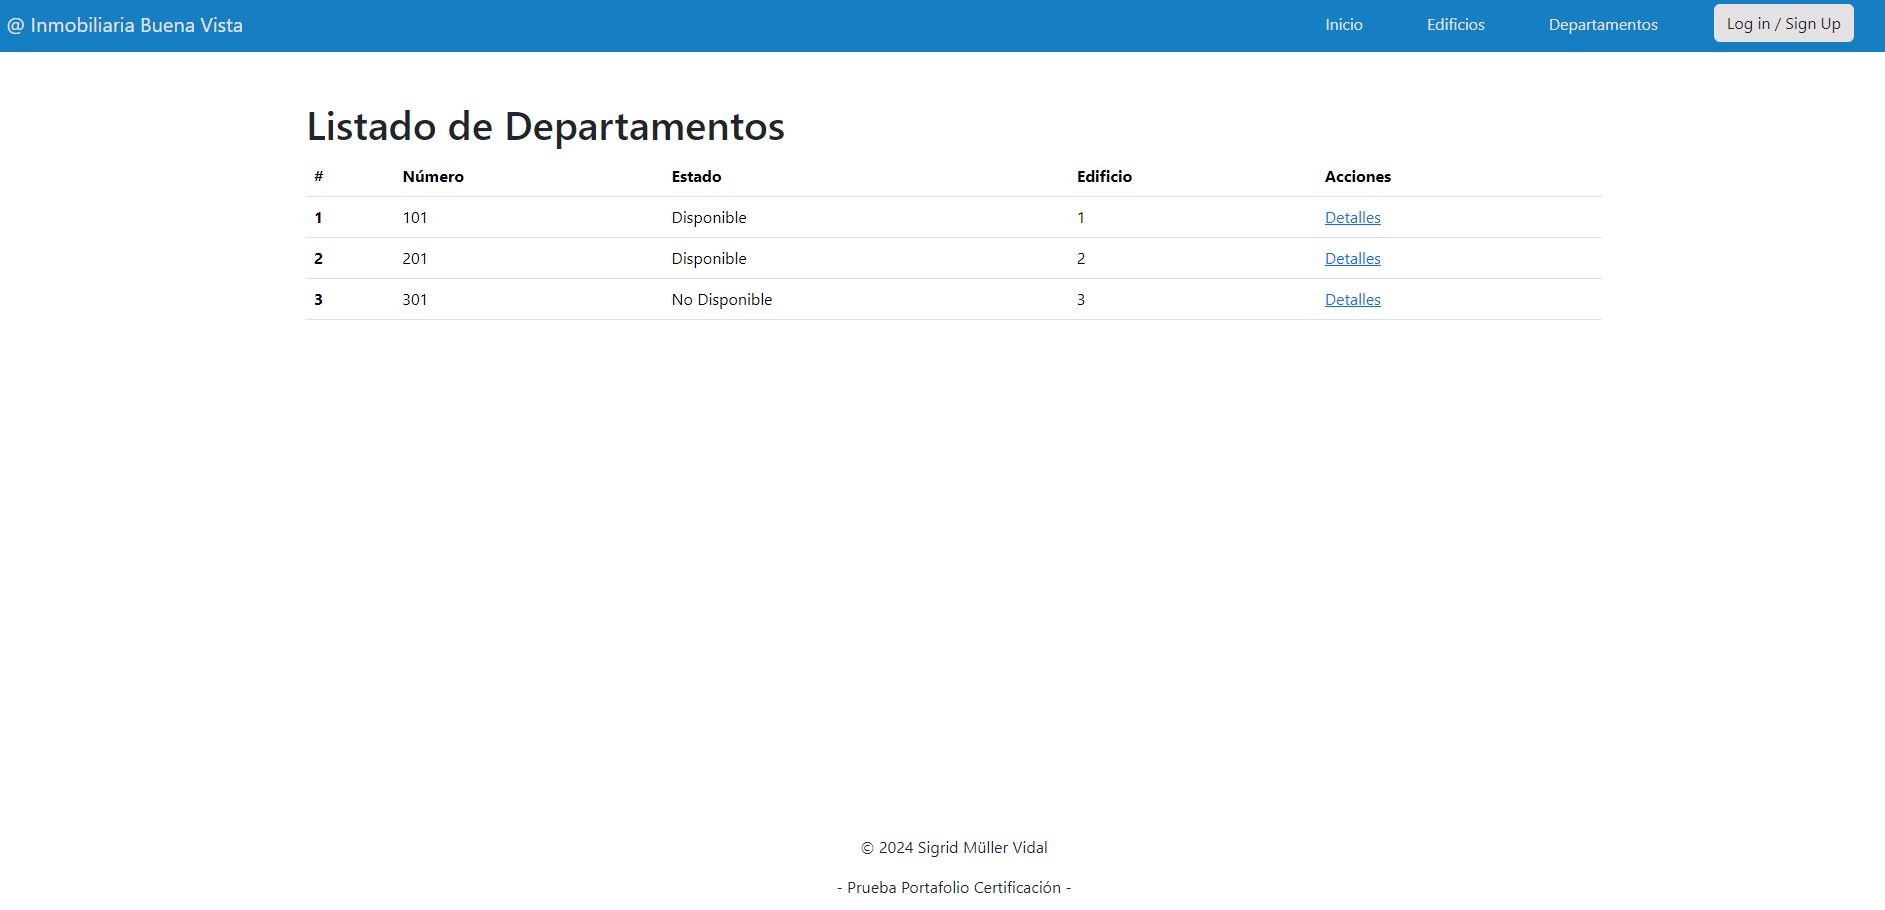 @ Inmobiliaria Buena Vista Inicio Edificios Departamentos Log in / Sign Up
Listado de Departamentos
# Número Estado Edificio Acciones
1 101 Disponible 1 Detalles
2 201 Disponible 2 Detalles
3 301 No Disponible 3 Detalles
© 2024 Sigrid Müller Vidal
- Prueba Portafolio Certificación -